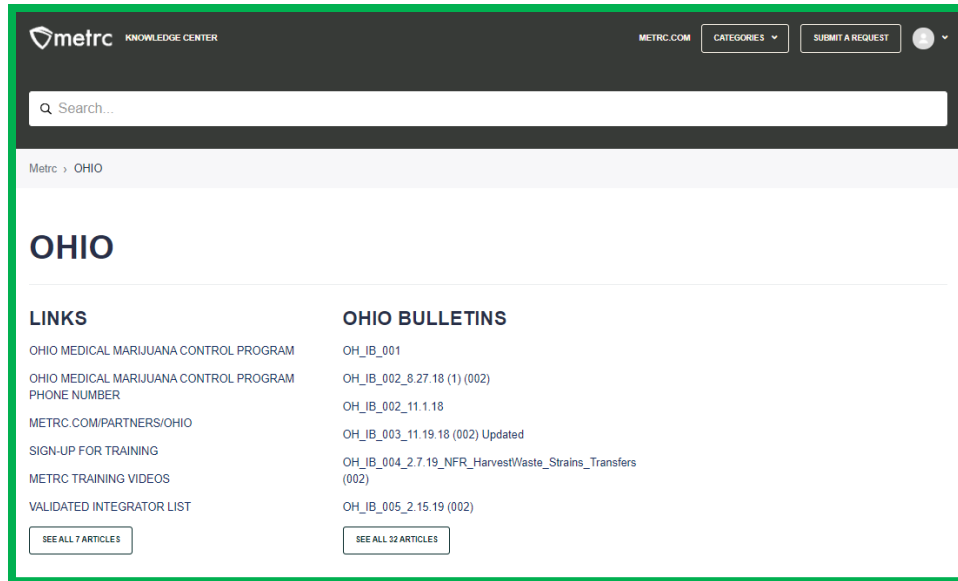 metrc KNOWLEDGE CENTER
METRC.COM
CATEGORIES
SUBMIT A REQUEST
Search...
Metrc › OHIO
OHIO
LINKS
OHIO MEDICAL MARIJUANA CONTROL PROGRAM
OHIO MEDICAL MARIJUANA CONTROL PROGRAM
PHONE NUMBER
METRC.COM/PARTNERS/OHIO
SIGN-UP FOR TRAINING
METRC TRAINING VIDEOS
VALIDATED INTEGRATOR LIST
SEE ALL 7 ARTICLES
OHIO BULLETINS
OH_IB_001
OH_IB_002_8.27.18 (1) (002)
OH_IB_002_11.1.18
OH_IB_003_11.19.18 (002) Updated
OH_IB_004_2.7.19_NFR_HarvestWaste_Strains_Transfers
(002)
OH_IB_005_2.15.19 (002)
SEE ALL 32 ARTICLES